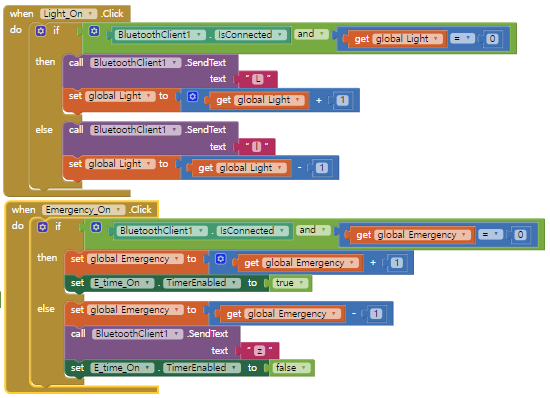 when Light_On .Click
do if BluetoothClient1 . IsConnected and get global Light = 0
then call BluetoothClient1 .SendText
text " L "
set global Light to get global Light + 1
else call BluetoothClient1 .SendText
text " l "
set global Light to get global Light - 1
when Emergency_On .Click
do if BluetoothClient1 . IsConnected and get global Emergency = 0
then set global Emergency to get global Emergency + 1
set E_time_On . TimerEnabled to true
else set global Emergency to get global Emergency - 1
call BluetoothClient1 .SendText
text " "
set E_time_On . TimerEnabled to false